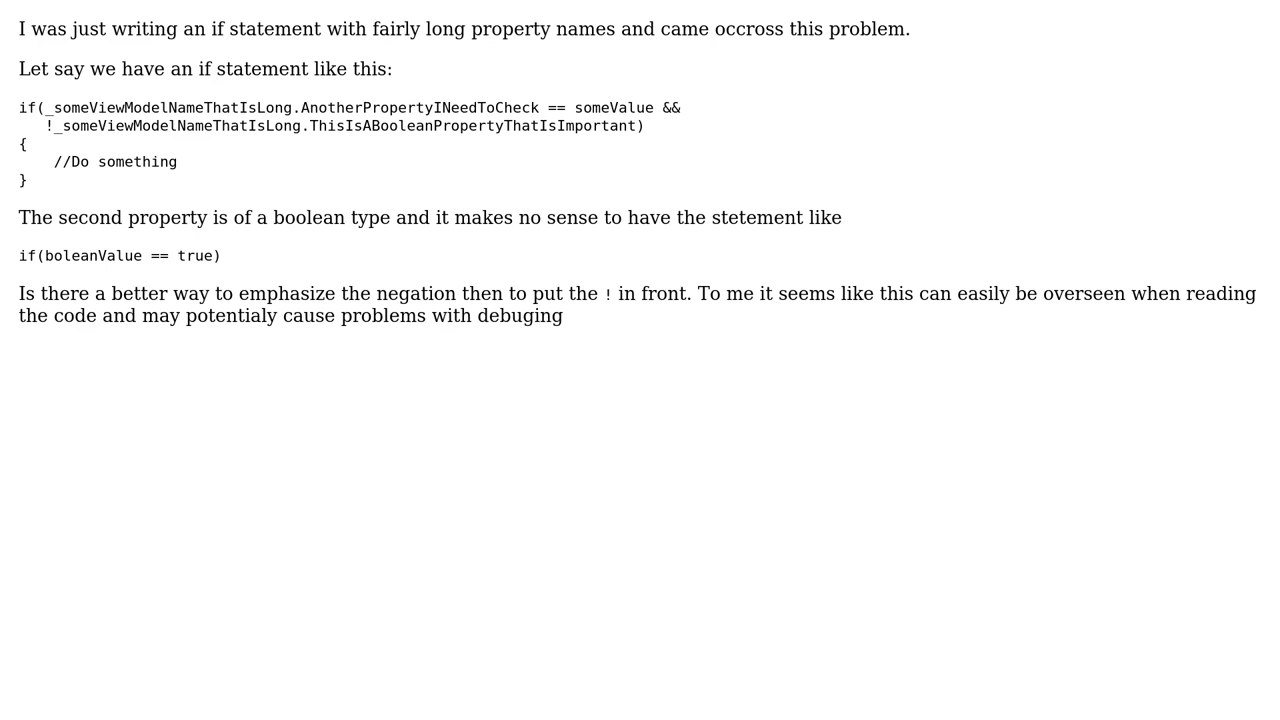 I was just writing an if statement with fairly long property names and came occross this problem.
Let say we have an if statement like this:
if(_someViewModelNameThatIsLong.AnotherPropertyINeedToCheck == someValue &&
   !_someViewModelNameThatIsLong.ThisIsABooleanPropertyThatIsImportant)
{
    //Do something
}
The second property is of a boolean type and it makes no sense to have the stetement like
if(boleanValue == true)
Is there a better way to emphasize the negation then to put the ! in front. To me it seems like this can easily be overseen when reading
the code and may potentialy cause problems with debuging